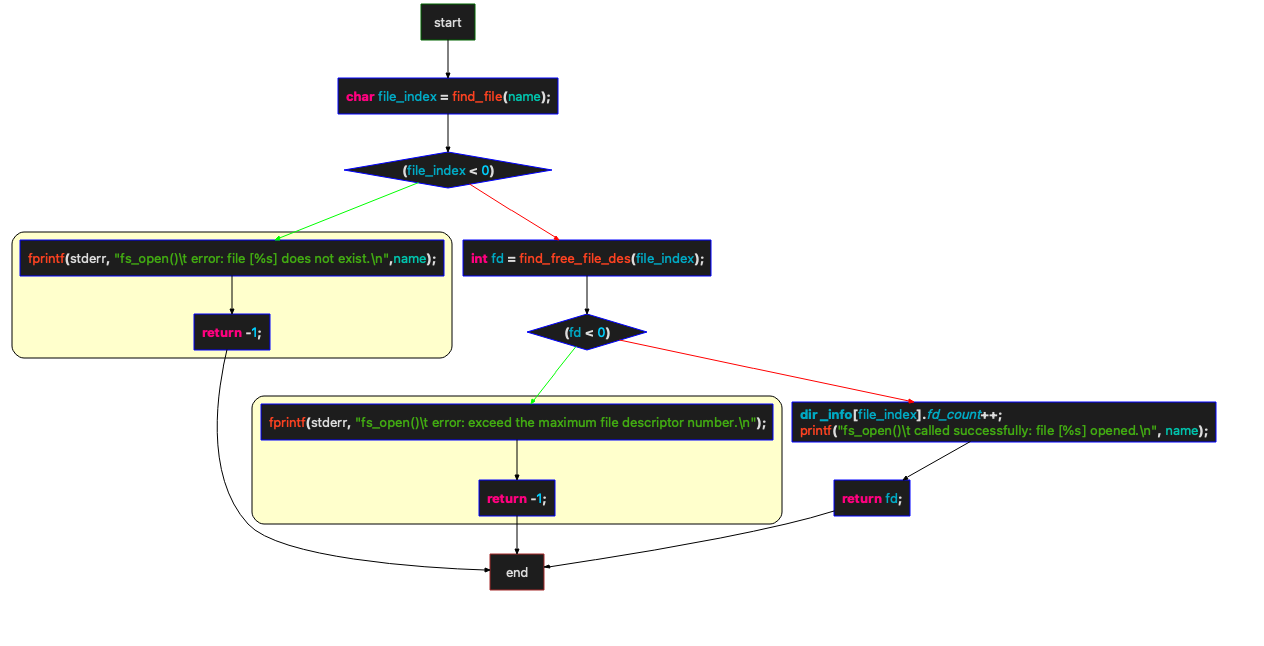 start
char file_index = find_file(name);
(file_index < 0)
fprintf(stderr, "fs_open()\t error: file [%s] does not exist.\n",name);
int fd = find_free_file_des(file_index);
return -1;
(fd < 0)
fprintf(stderr, "fs_open()\t error: exceed the maximum file descriptor number.\n");
dir_info[file_index].fd_count++;
printf("fs_open()\t called successfully: file [%s] opened.\n", name);
return -1;
return fd;
end